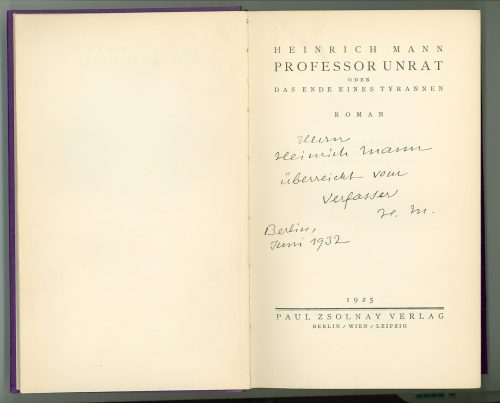 HEINRICH MANN
PROFESSOR UNRAT
ODER
DAS ENDE EINES TYRANNEN
ROMAN
Herrn
Heinrich Mann
überreicht vom
Verfasser
H. M.
Berlin,
Juni 1932
1925
PAUL ZSOLNAY VERLAG
BERLIN / WIEN / LEIPZIG